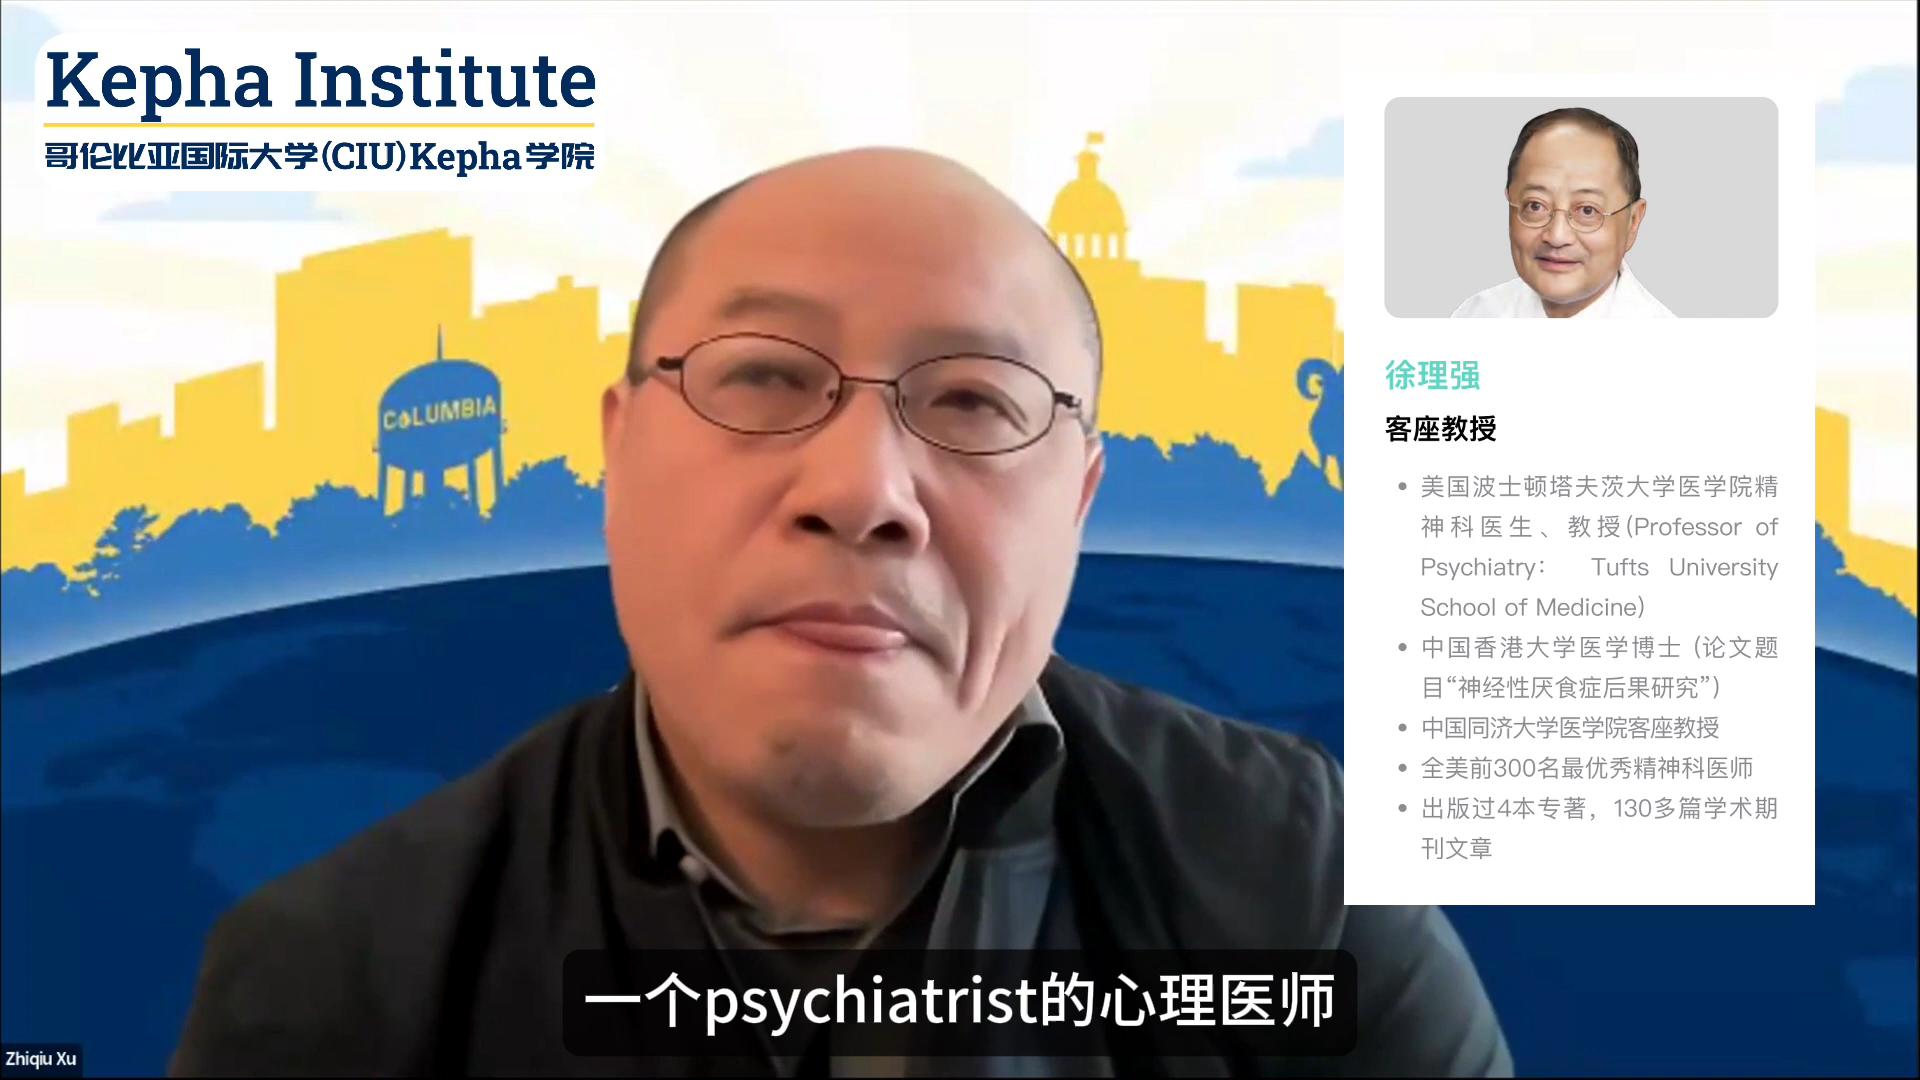 Kepha Institute
哥伦比亚国际大学(CIU)Kepha学院
COLUMBIA
徐理强
客座教授
• 美国波士顿塔夫茨大学医学院精
神科医生、教授(Professor of
Psychiatry: Tufts University
School of Medicine)
• 中国香港大学医学博士 (论文题
目“神经性厌食症后果研究”)
• 中国同济大学医学院客座教授
• 全美前300名最优秀精神科医师
• 出版过4本专著，130多篇学术期
刊文章
一个psychiatrist的心理医师
Zhiqiu Xu